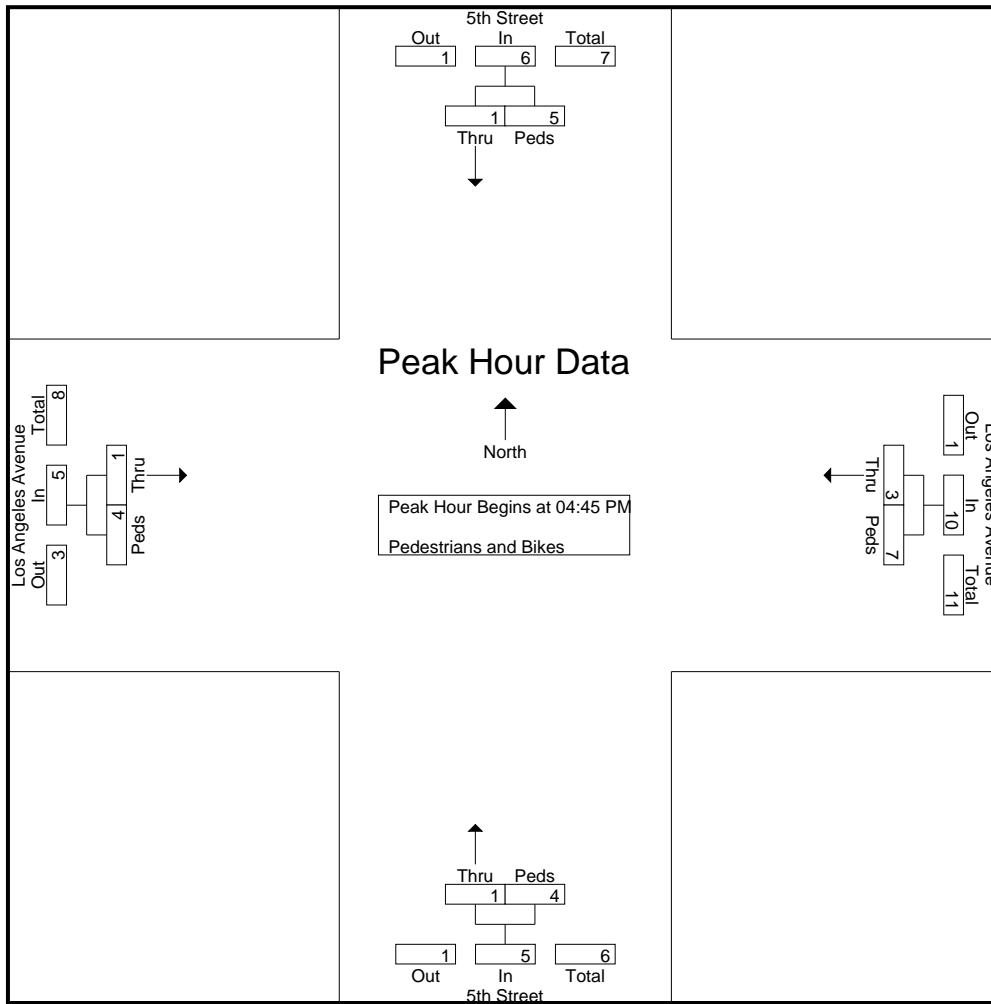 5th Street
Out In Total
1 6 7
1 5
Thru Peds
Peak Hour Data
North
Peak Hour Begins at 04:45 PM
Pedestrians and Bikes
Los Angeles Avenue
Out In Total
3 5 8
4 1
Peds Thru
Los Angeles Avenue
Out In Total
1 10 11
3 7
Thru Peds
Thru Peds
1 4
1 5 6
Out In Total
5th Street